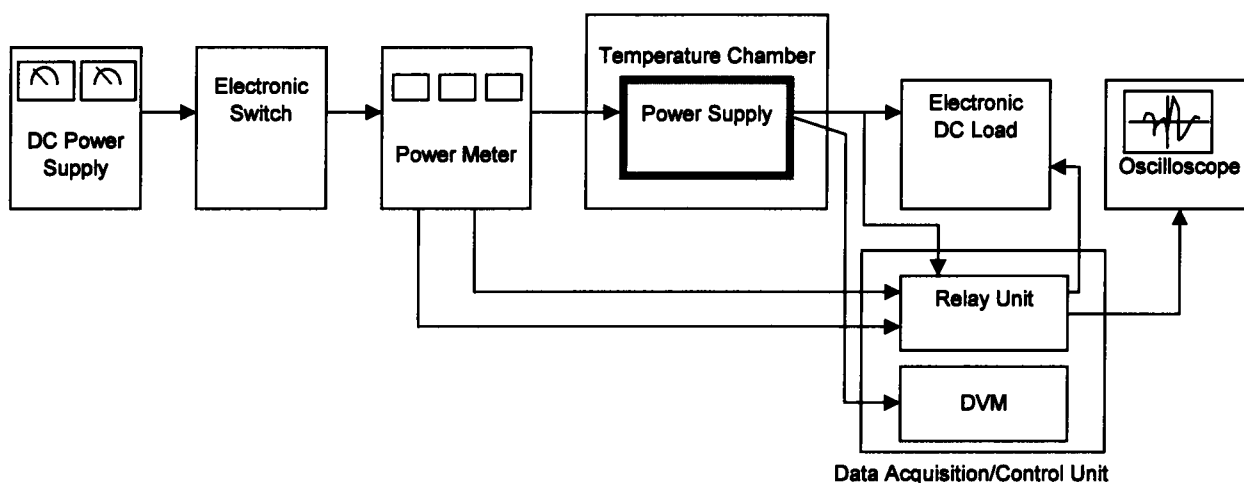 DC Power
Supply
Electronic
Switch
Power Meter
Temperature Chamber
Power Supply
Electronic
DC Load
Oscilloscope
Relay Unit
DVM
Data Acquisition/Control Unit